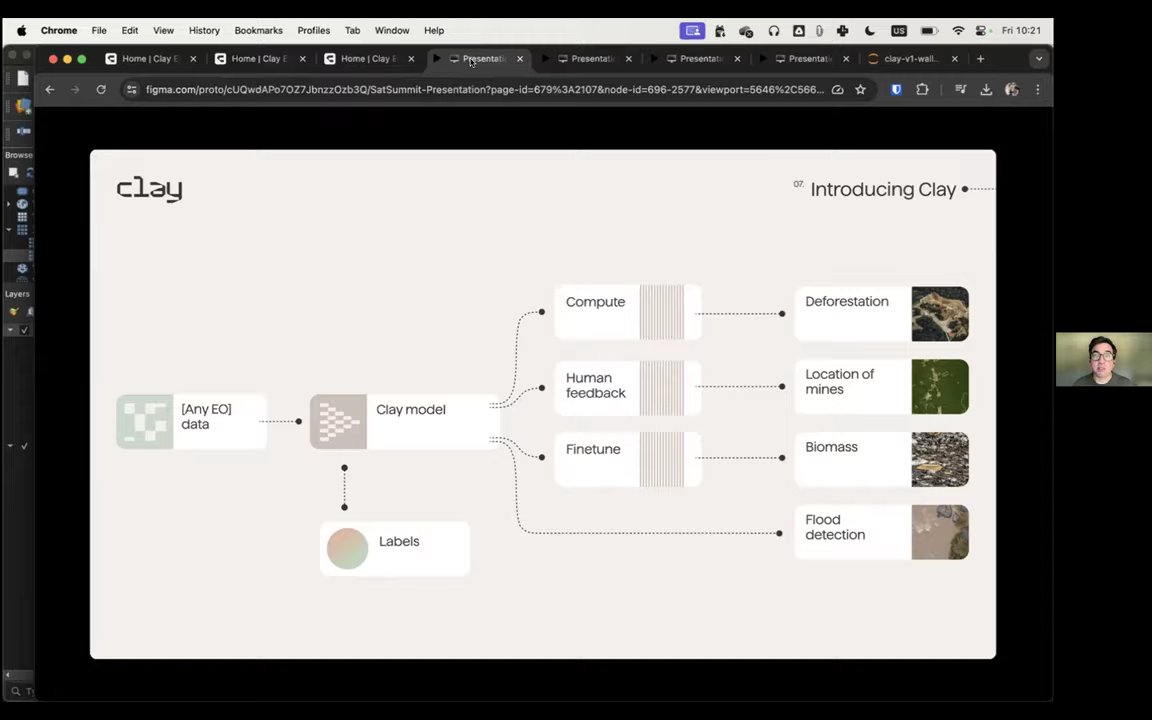 Chrome File Edit View History Bookmarks Profiles Tab Window Help US Fri 10:21
Home | Clay E Home | Clay E Home | Clay E Presentati Presentati Presentati Presentati clay-v1-wall
figma.com/proto/cUQwdAPo7OZ7JbnzzOzb3Q/SatSummit-Presentation?page-id=679%3A2107&node-id=696-2577&viewport=5646%2C566...
Browse
Layers
clay
07. Introducing Clay
Compute
Deforestation
Human
feedback
Location of
mines
[Any EO]
data
Clay model
Finetune
Biomass
Labels
Flood
detection